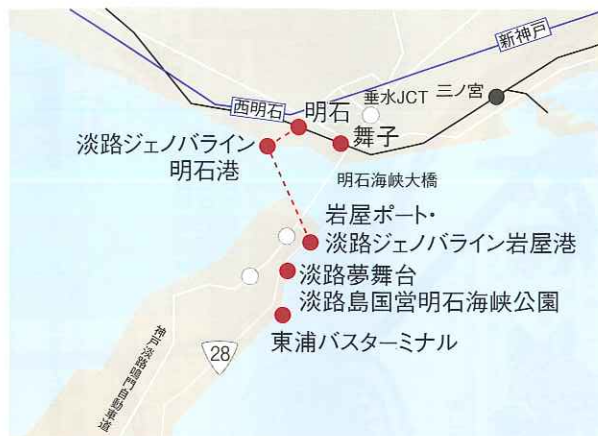 新神戸
西明石
明石
垂水JCT
三ノ宮
淡路ジェノバライン
明石港
舞子
明石海峡大橋
岩屋ポート・
淡路ジェノバライン岩屋港
淡路夢舞台
淡路島国営明石海峡公園
東浦バスターミナル
28
神戸淡路鳴門自動車道